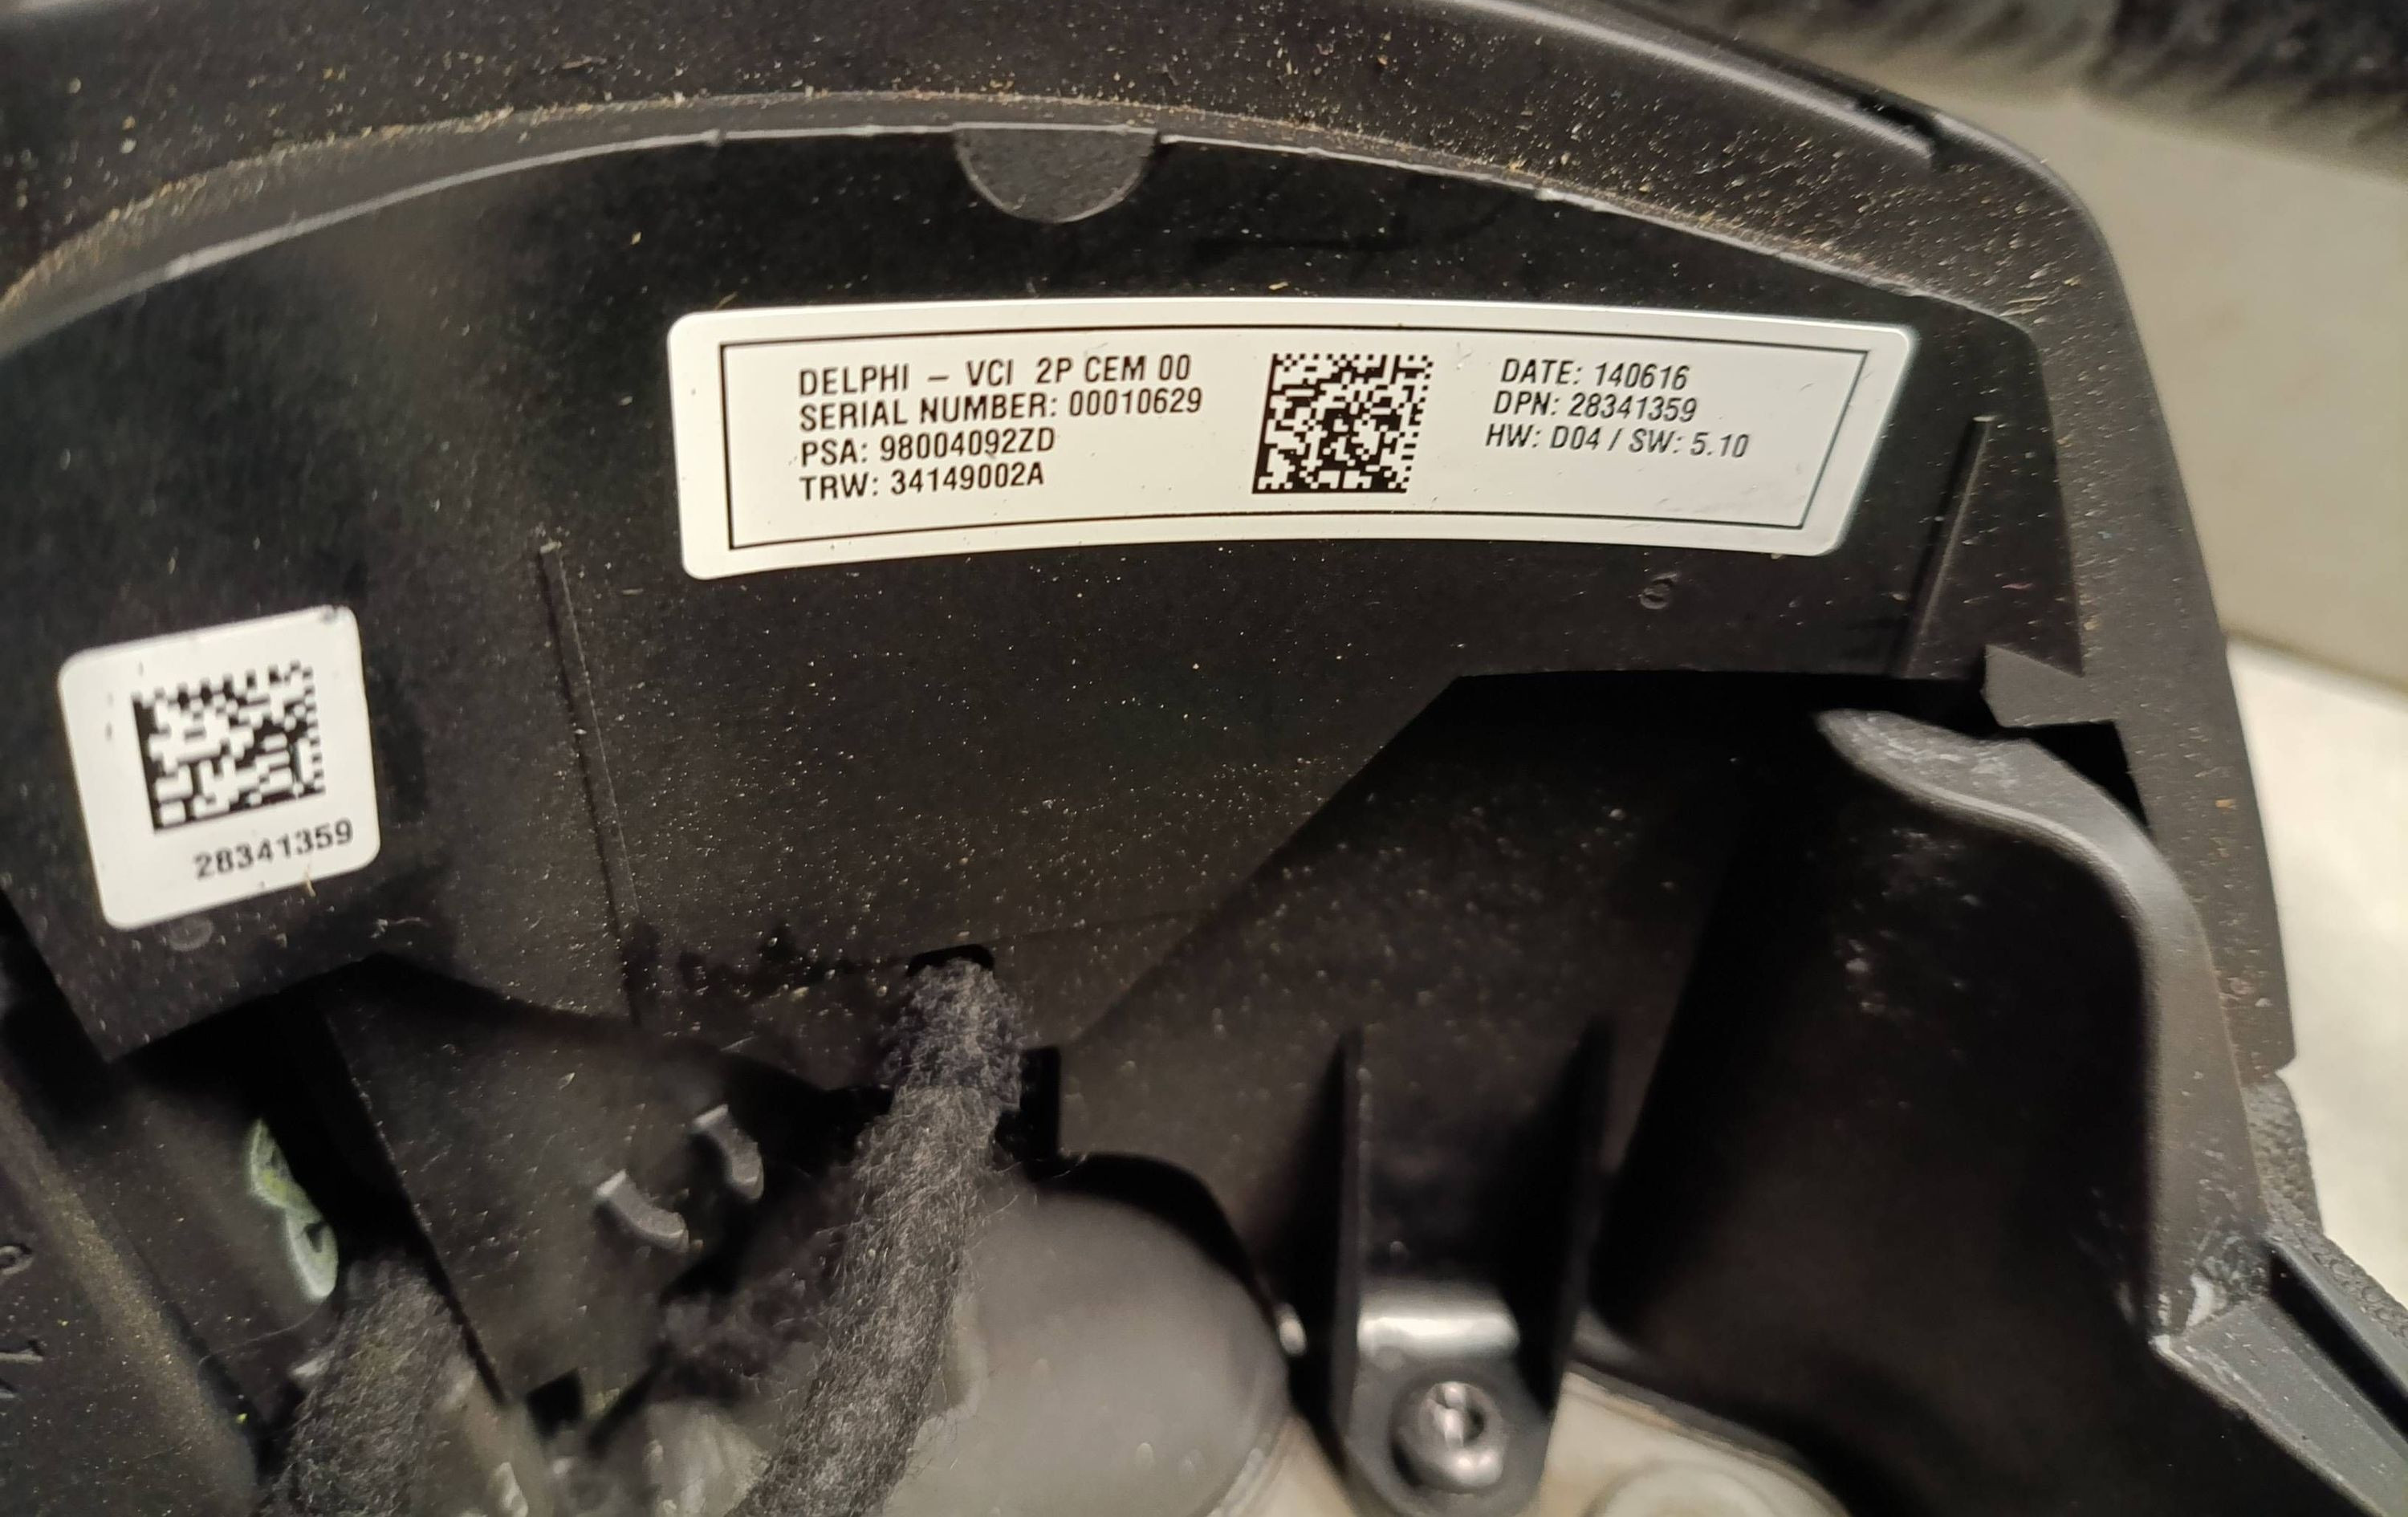 DELPHI – VCI 2P CEM 00
SERIAL NUMBER: 00010629
PSA: 98004092ZD
TRW: 34149002A
DATE: 140616
DPN: 28341359
HW: D04 / SW: 5.10
28341359